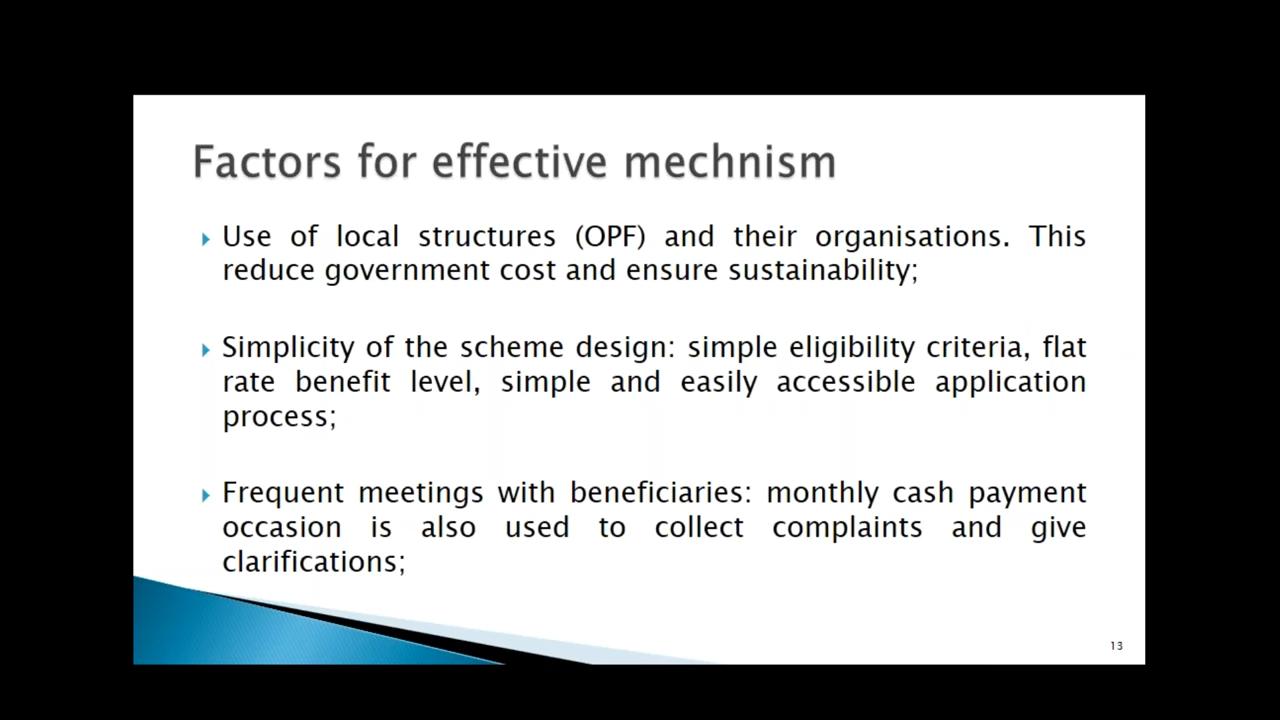 Factors for effective mechnism
Use of local structures (OPF) and their organisations. This
reduce government cost and ensure sustainability;
Simplicity of the scheme design: simple eligibility criteria, flat
rate benefit level, simple and easily accessible application
process;
Frequent meetings with beneficiaries: monthly cash payment
occasion is also used to collect complaints and give
clarifications;
13